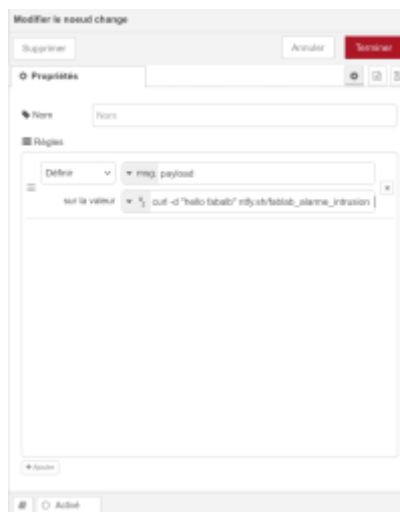 Modifier le noeud change
Supprimer
Annuler
Terminer
Propriétés
Nom
Nom
Règles
Définir
msg. payload
sur la valeur
curl -d "hello fabalb" ntfy.sh/fablab_alarme_intrusion
+Ajouter
Activé